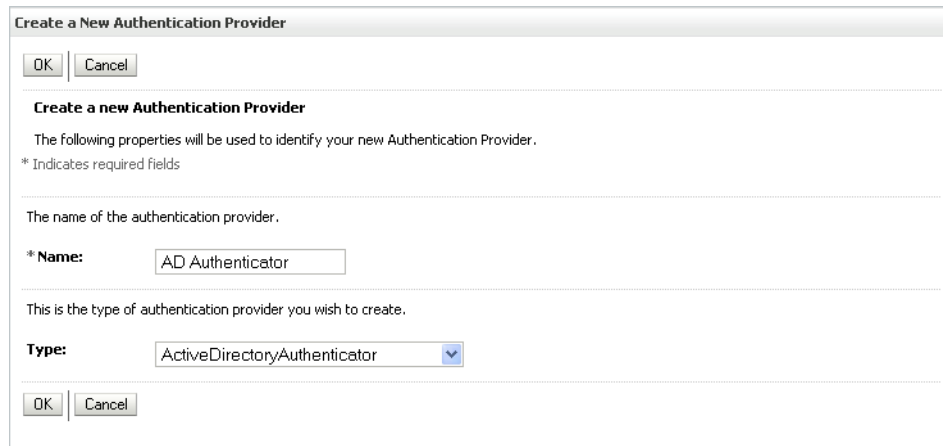 Create a New Authentication Provider
OK Cancel
Create a new Authentication Provider
The following properties will be used to identify your new Authentication Provider.
* Indicates required fields
The name of the authentication provider.
* Name: AD Authenticator
This is the type of authentication provider you wish to create.
Type: ActiveDirectoryAuthenticator
OK Cancel